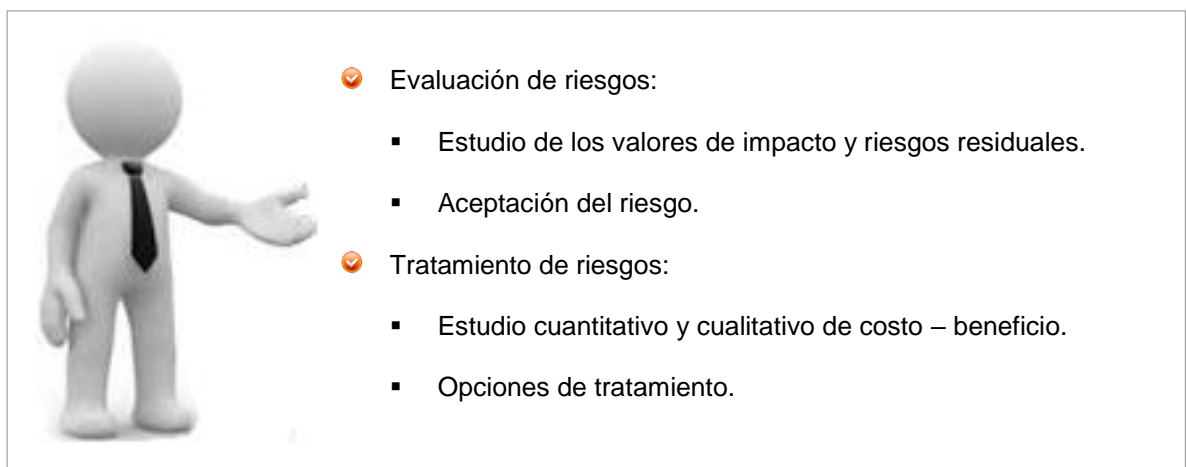 Evaluación de riesgos:
▪ Estudio de los valores de impacto y riesgos residuales.
▪ Aceptación del riesgo.
Tratamiento de riesgos:
▪ Estudio cuantitativo y cualitativo de costo – beneficio.
▪ Opciones de tratamiento.